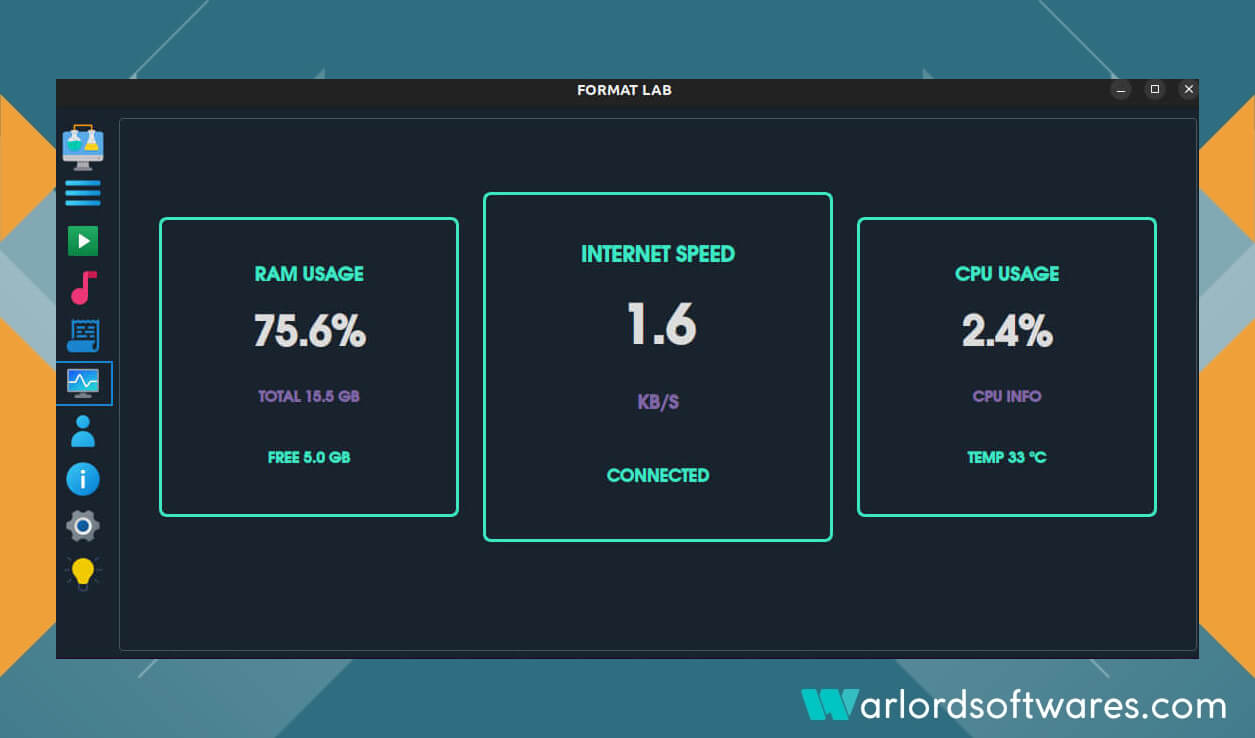 FORMAT LAB
RAM USAGE
75.6%
TOTAL 15.5 GB
FREE 5.0 GB
INTERNET SPEED
1.6
KB/S
CONNECTED
CPU USAGE
2.4%
CPU INFO
TEMP 33 °C
Warlordsoftwares.com